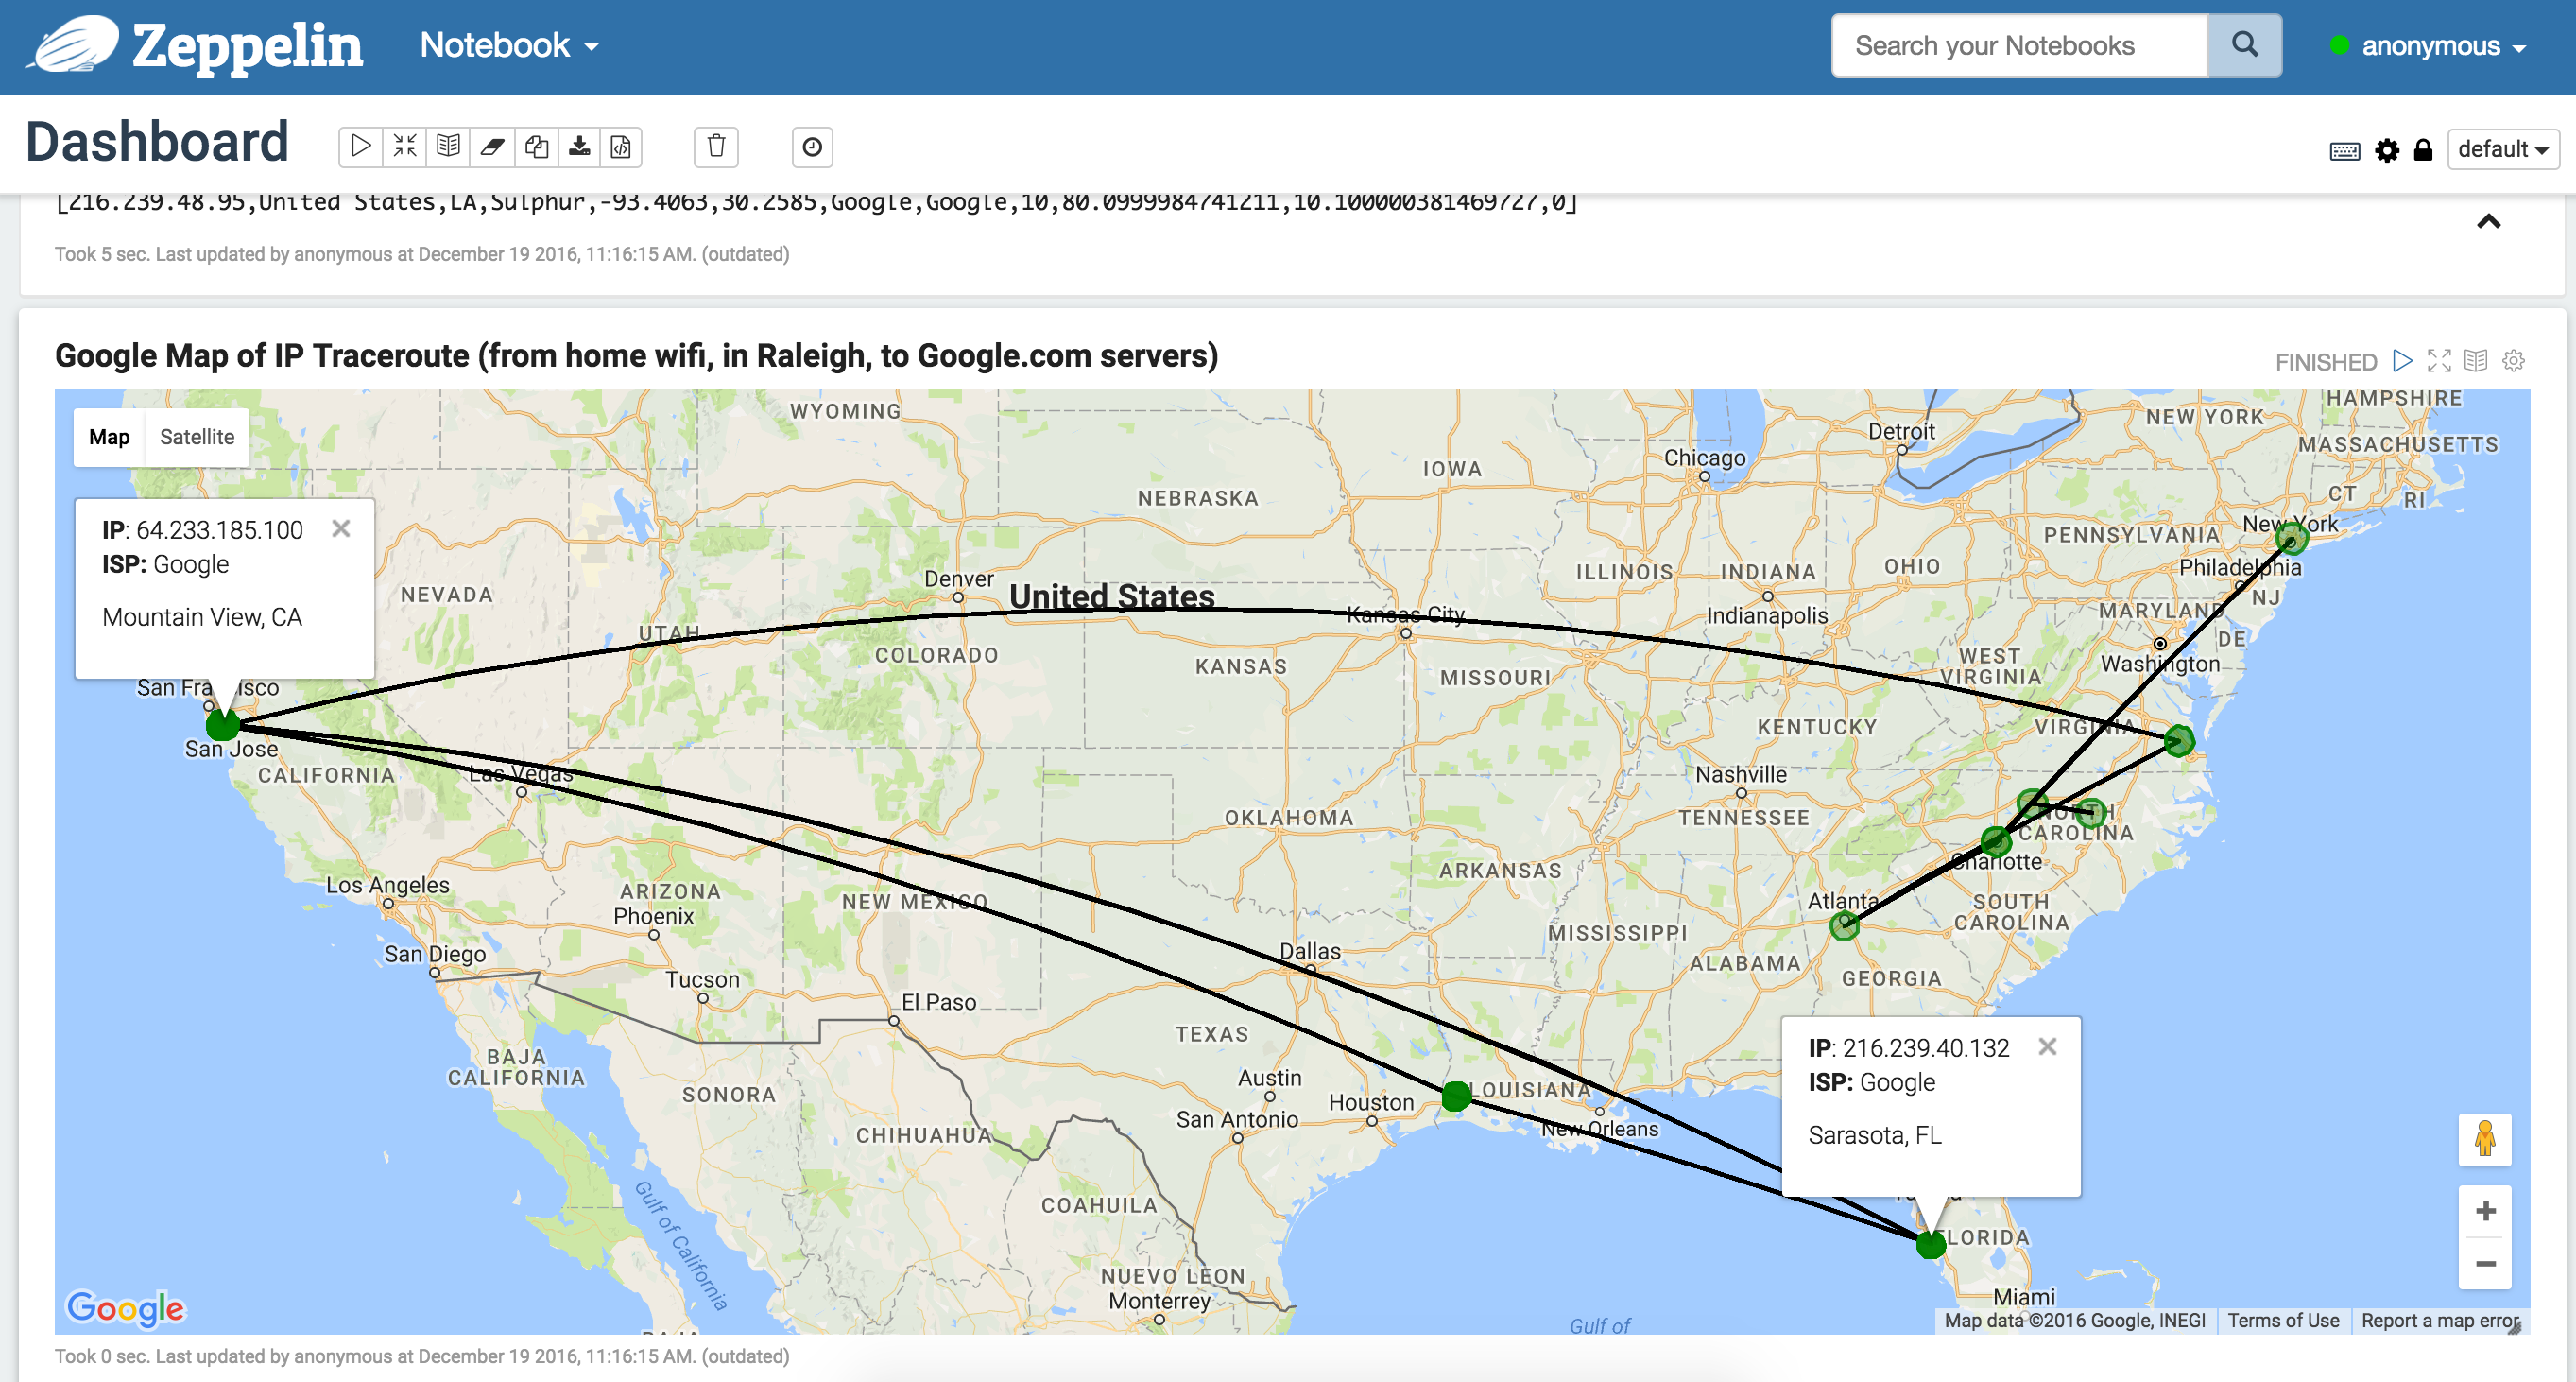 Zeppelin
Notebook
Search your Notebooks
anonymous
Dashboard
default
[216.239.48.95,United States,LA,Sulphur,-93.4063,30.2585,Google,Google,10,80.0999984741211,10.100000381469727,0]
Took 5 sec. Last updated by anonymous at December 19 2016, 11:16:15 AM. (outdated)
Google Map of IP Traceroute (from home wifi, in Raleigh, to Google.com servers)
FINISHED
Map Satellite
WYOMING
HAMPSHIRE
NEW YORK
Detroit
MASSACHUSETTS
Chicago
IOWA
NEBRASKA
CT
RI
IP: 64.233.185.100
ISP: Google
Mountain View, CA
New York
PENNSYLVANIA
Philadelphia
NEVADA
Denver
United States
ILLINOIS
INDIANA
OHIO
NJ
MARYLAND
Kansas City
Indianapolis
UTAH
DE
COLORADO
KANSAS
MISSOURI
WEST
VIRGINIA
Washington
San Francisco
San Jose
KENTUCKY
VIRGINIA
CALIFORNIA
Las Vegas
Nashville
OKLAHOMA
TENNESSEE
NORTH
CAROLINA
Charlotte
Los Angeles
ARIZONA
Phoenix
NEW MEXICO
ARKANSAS
Atlanta
SOUTH
CAROLINA
MISSISSIPPI
San Diego
Dallas
ALABAMA
GEORGIA
Tucson
El Paso
TEXAS
IP: 216.239.40.132
ISP: Google
Sarasota, FL
BAJA
CALIFORNIA
SONORA
Austin
LOUISIANA
Houston
San Antonio
New Orleans
CHIHUAHUA
COAHUILA
Gulf of California
FLORIDA
NUEVO LEON
Monterrey
Miami
Google
Gulf of
Map data ©2016 Google, INEGI
Terms of Use
Report a map error
Took 0 sec. Last updated by anonymous at December 19 2016, 11:16:15 AM. (outdated)